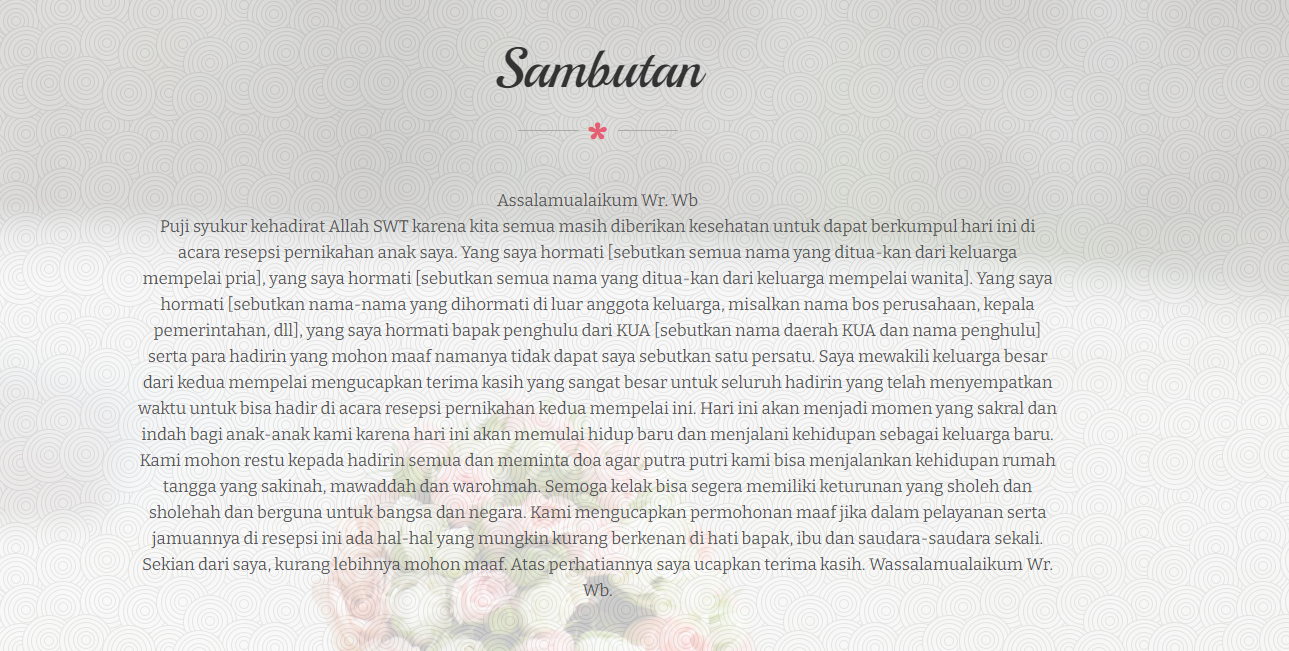 Sambutan
Assalamualaikum Wr. Wb
Puji syukur kehadirat Allah SWT karena kita semua masih diberikan kesehatan untuk dapat berkumpul hari ini di
acara resepsi pernikahan anak saya. Yang saya hormati [sebutkan semua nama yang ditua-kan dari keluarga
mempelai pria], yang saya hormati [sebutkan semua nama yang ditua-kan dari keluarga mempelai wanita]. Yang saya
hormati [sebutkan nama-nama yang dihormati di luar anggota keluarga, misalkan nama bos perusahaan, kepala
pemerintahan, dll], yang saya hormati bapak penghulu dari KUA [sebutkan nama daerah KUA dan nama penghulu]
serta para hadirin yang mohon maaf namanya tidak dapat saya sebutkan satu persatu. Saya mewakili keluarga besar
dari kedua mempelai mengucapkan terima kasih yang sangat besar untuk seluruh hadirin yang telah menyempatkan
waktu untuk bisa hadir di acara resepsi pernikahan kedua mempelai ini. Hari ini akan menjadi momen yang sakral dan
indah bagi anak-anak kami karena hari ini akan memulai hidup baru dan menjalani kehidupan sebagai keluarga baru.
Kami mohon restu kepada hadirin semua dan meminta doa agar putra putri kami bisa menjalankan kehidupan rumah
tangga yang sakinah, mawaddah dan warohmah. Semoga kelak bisa segera memiliki keturunan yang sholeh dan
sholehah dan berguna untuk bangsa dan negara. Kami mengucapkan permohonan maaf jika dalam pelayanan serta
jamuannya di resepsi ini ada hal-hal yang mungkin kurang berkenan di hati bapak, ibu dan saudara-saudara sekali.
Sekian dari saya, kurang lebihnya mohon maaf. Atas perhatiannya saya ucapkan terima kasih. Wassalamualaikum Wr.
Wb.